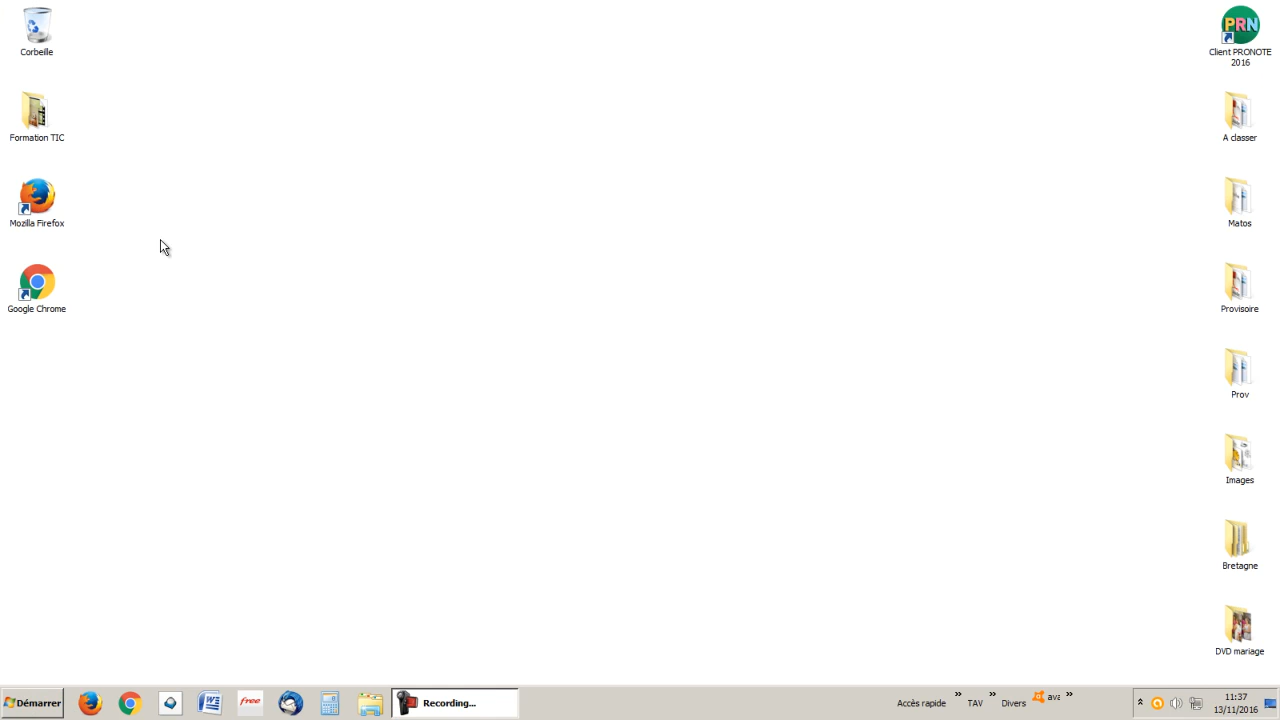 Corbeille
Formation TIC
Mozilla Firefox
Google Chrome
PRN
Client PRONOTE
2016
A classer
Matos
Provisoire
Prov
Images
Bretagne
DVD mariage
Démarrer
W
free
Recording...
Accès rapide
»
TAV
»
Divers
ava
»
11:37
13/11/2016